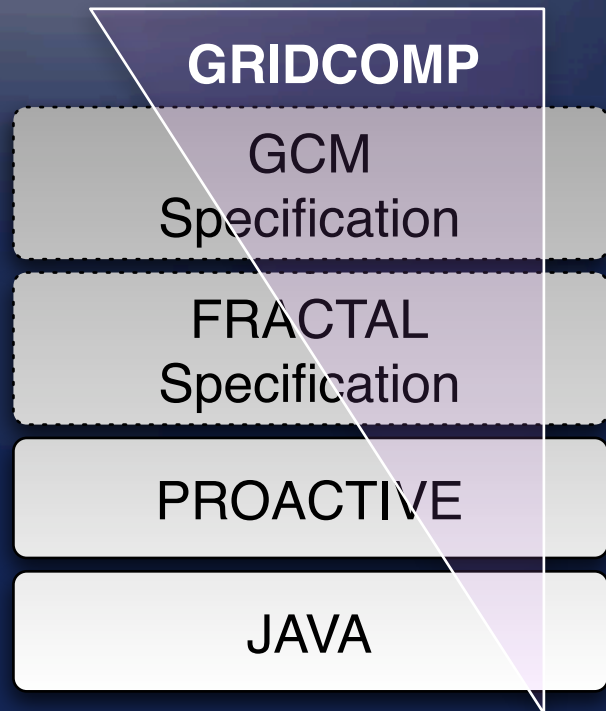 GRIDCOMP
GCM
Specification
FRACTAL
Specification
PROACTIVE
JAVA